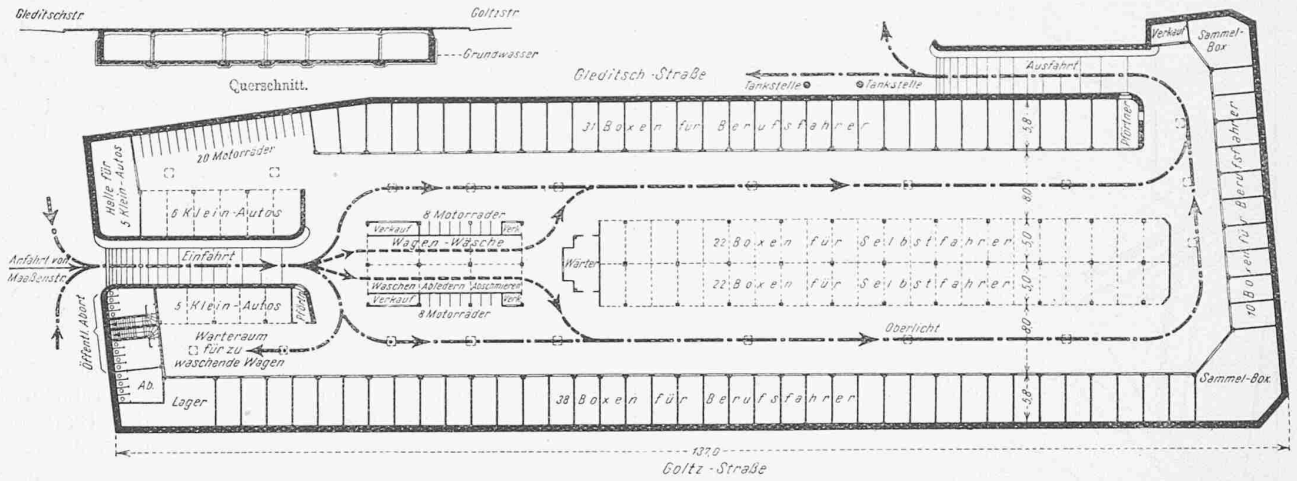 Gleditschstr.
Goltzstr.
Grundwasser
Querschnitt.
Gleditsch-Straße
Verkauf
Sammel-
Box
Ausfahrt
Tankstelle
Tankstelle
31 Boxen für Berufsfahrer
Pförtner
5,8
20 Motorräder
Halle für
5 Klein-Autos
6 Klein-Autos
8,0
8 Motorräder
Verkauf
Verk.
Wagen-Wäsche
Einfahrt
Anfahrt von
Maaßenstr.
Wärter
22 Boxen für Selbstfahrer
5,0
22 Boxen für Selbstfahrer
5,0
10 Boxen für Berufsfahrer
Waschen
Abledern
Abschmieren
Verkauf
Verk.
8 Motorräder
5 Klein-Autos
Pförtner
Öffentl. Abort
Oberlicht
8,0
Warteraum
für zu
waschende Wagen
Ab.
Lager
38 Boxen für Berufsfahrer
5,8
Sammel-Box
137,0
Goltz-Straße